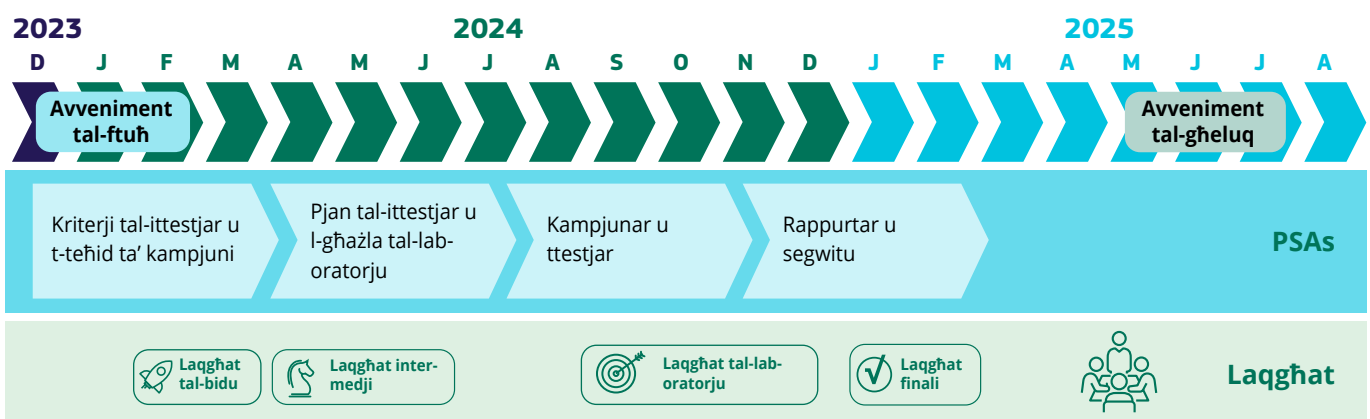 2023 2024 2025
D J F M A M J J A S O N D J F M A M J J A
Avveniment
tal-ftuħ
Avveniment
tal-għeluq
Kriterji tal-ittestjar u
t-teħid ta’ kampjuni
Pjan tal-ittestjar u
l-għażla tal-lab-
oratorju
Kampjunar u
ttestjar
Rappurtar u
segwitu
PSAs
Laqgħat
tal-bidu
Laqgħat inter-
medji
Laqgħat tal-lab-
oratorju
Laqgħat
finali
Laqgħat